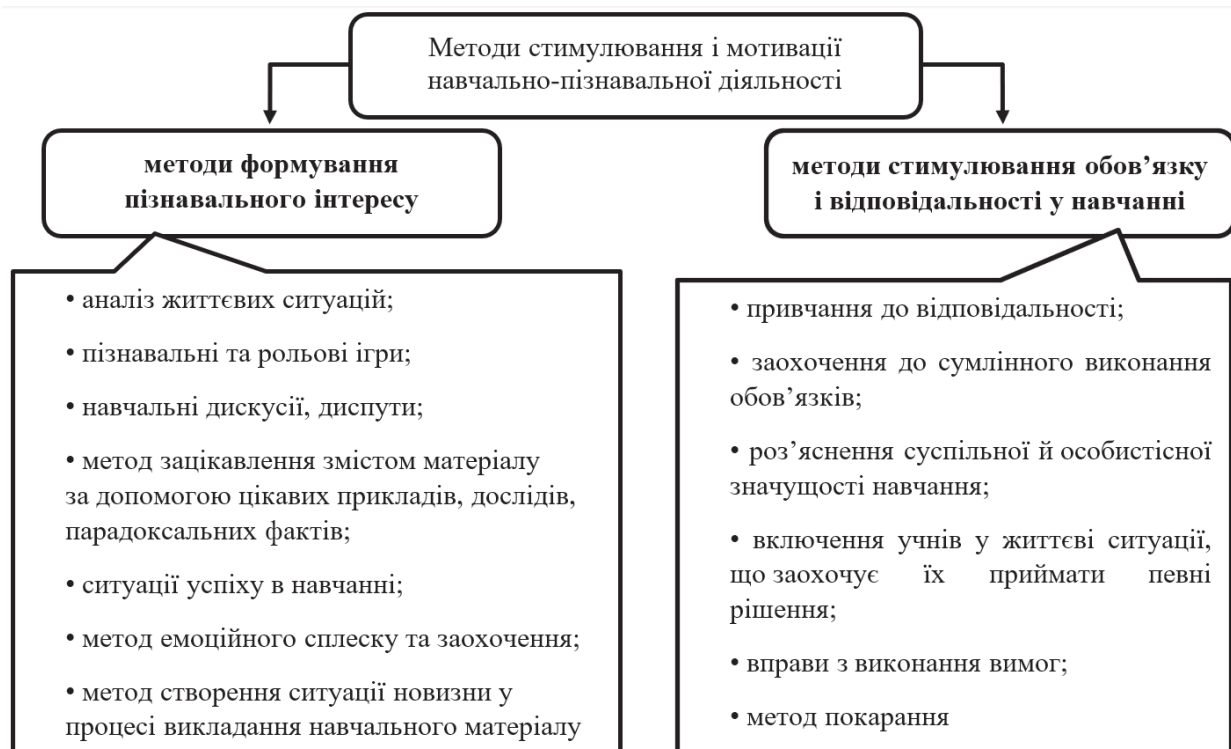 Методи стимулювання і мотивації
навчально-пізнавальної діяльності
методи формування
пізнавального інтересу
• аналіз життєвих ситуацій;
• пізнавальні та рольові ігри;
• навчальні дискусії, диспути;
• метод зацікавлення змістом матеріалу
за допомогою цікавих прикладів, дослідів,
парадоксальних фактів;
• ситуації успіху в навчанні;
• метод емоційного сплеску та заохочення;
• метод створення ситуації новизни у
процесі викладання навчального матеріалу
методи стимулювання обов’язку
і відповідальності у навчанні
• привчання до відповідальності;
• заохочення до сумлінного виконання
обов’язків;
• роз’яснення суспільної й особистісної
значущості навчання;
• включення учнів у життєві ситуації,
що заохочує їх приймати певні
рішення;
• вправи з виконання вимог;
• метод покарання